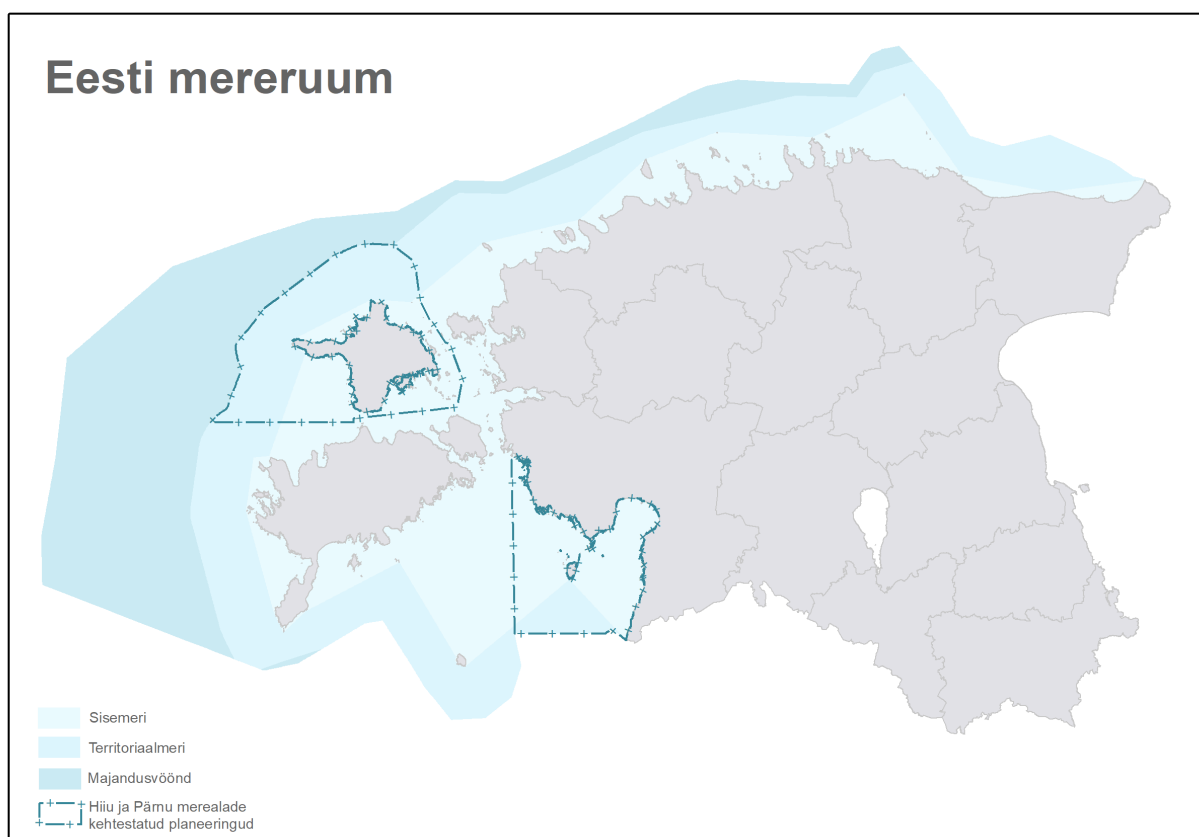 Eesti mereruum
Sisemeri
Territoriaalmeri
Majandusvöönd
Hiiu ja Pärnu merealade
kehtestatud planeeringud